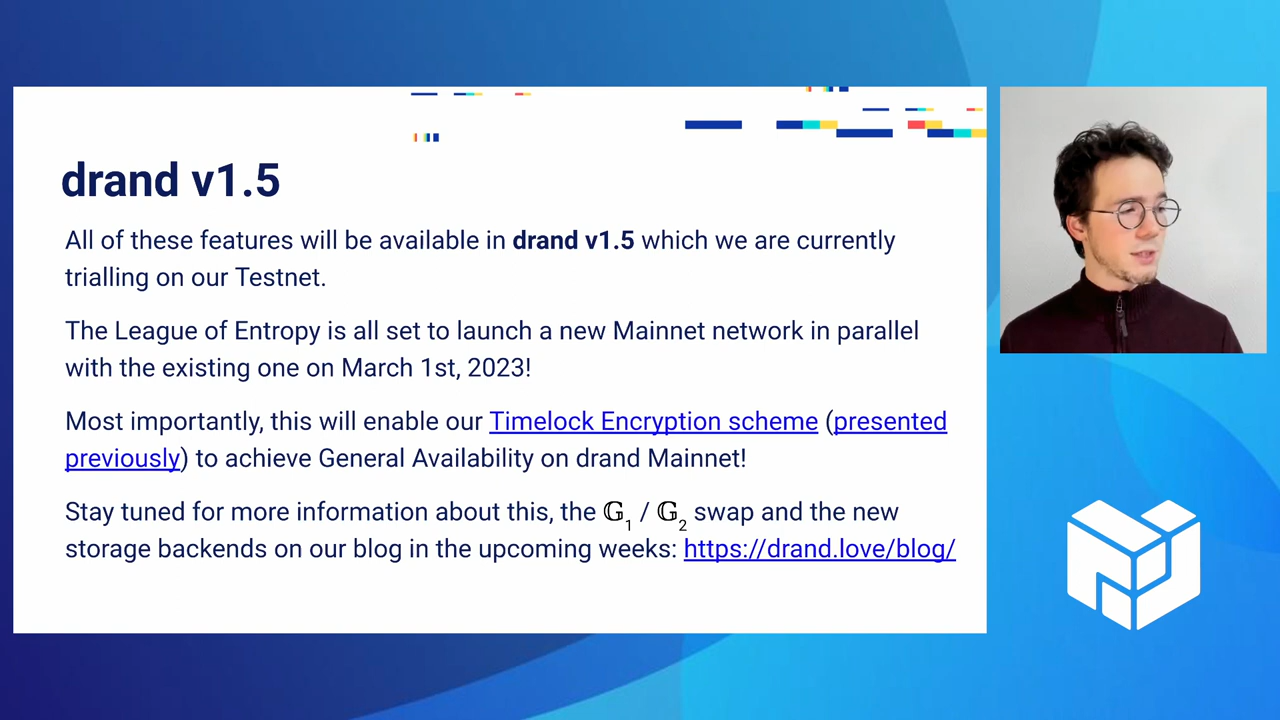 drand v1.5
All of these features will be available in drand v1.5 which we are currently
trialling on our Testnet.
The League of Entropy is all set to launch a new Mainnet network in parallel
with the existing one on March 1st, 2023!
Most importantly, this will enable our Timelock Encryption scheme (presented
previously) to achieve General Availability on drand Mainnet!
Stay tuned for more information about this, the 𝔾₁ / 𝔾₂ swap and the new
storage backends on our blog in the upcoming weeks: https://drand.love/blog/